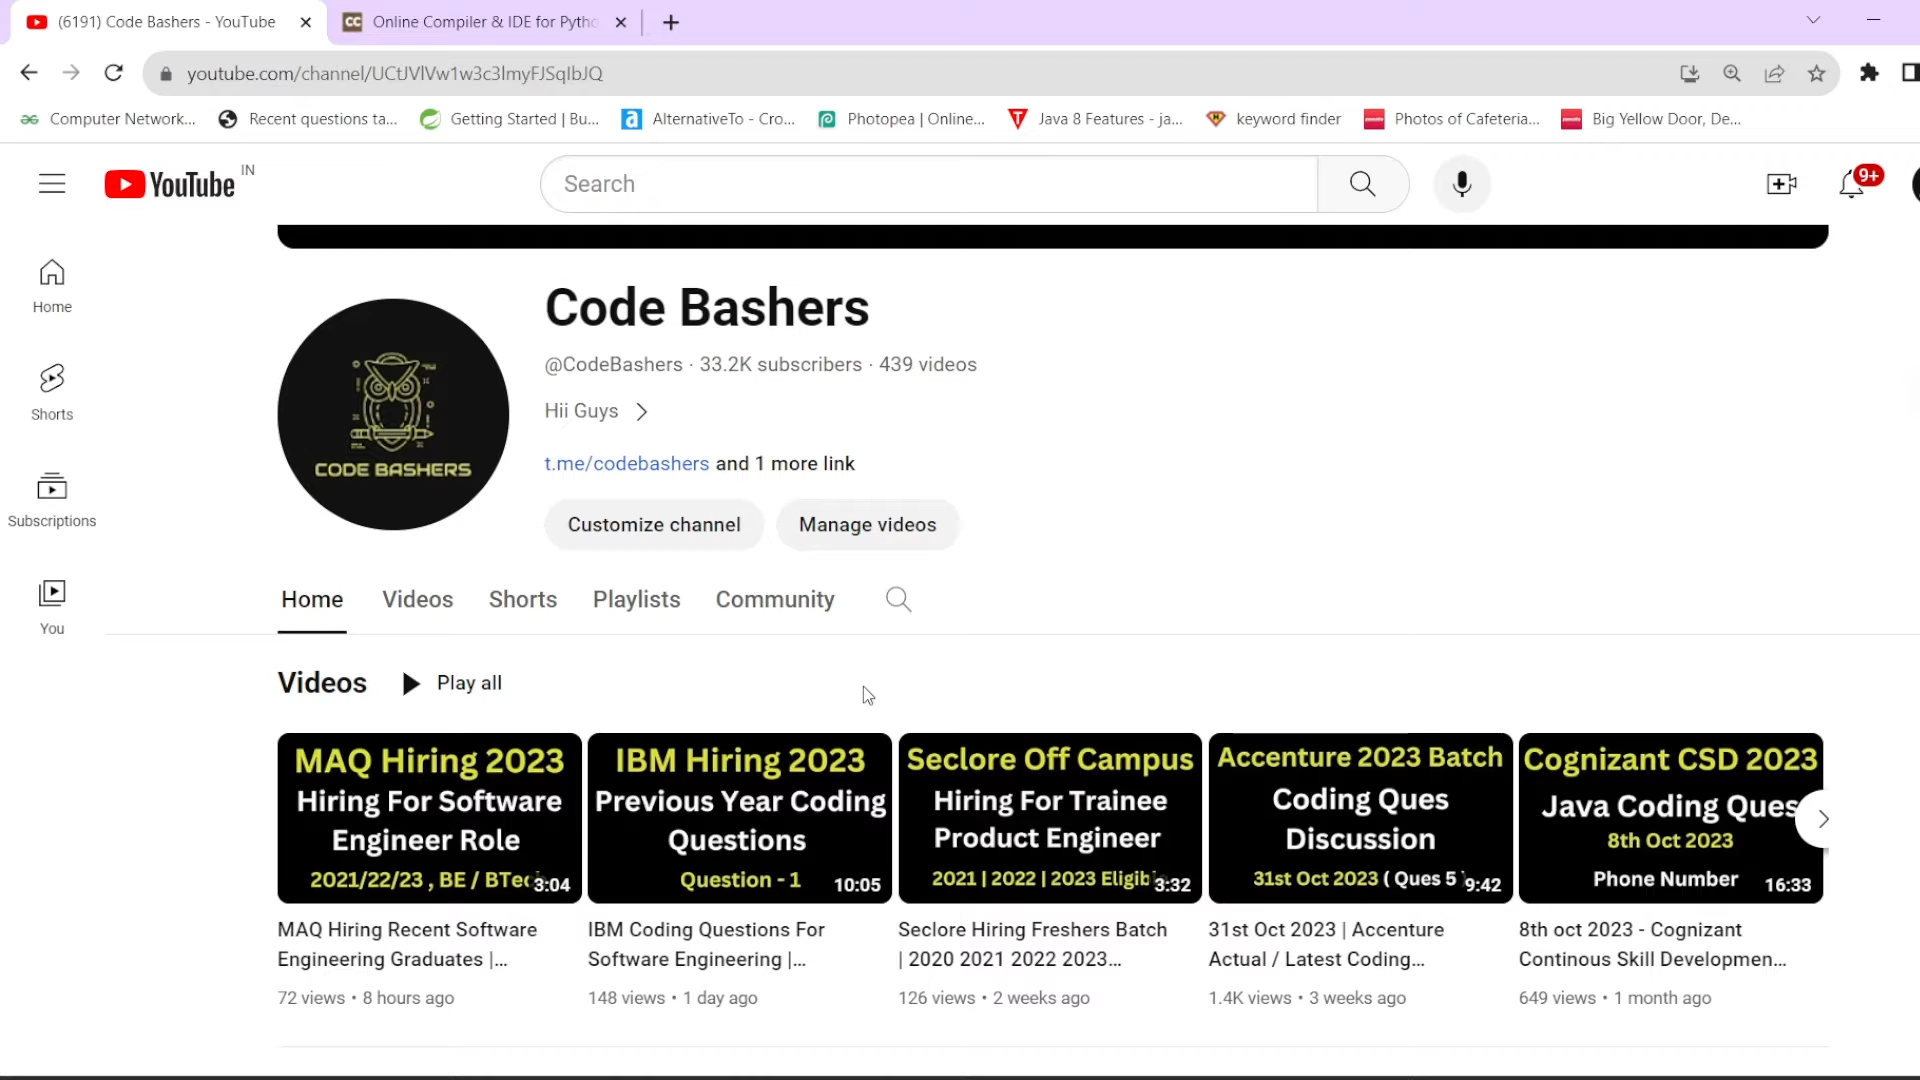 (6191) Code Bashers - YouTube
Online Compiler & IDE for Pytho
youtube.com/channel/UCtJVlVw1w3c3lmyFJSqIbJQ
Computer Network...
Recent questions ta...
Getting Started | Bu...
AlternativeTo - Cro...
Photopea | Online...
Java 8 Features - ja...
keyword finder
Photos of Cafeteria...
Big Yellow Door, De...
YouTube IN
Search
9+
Home
Shorts
Subscriptions
You
CODE BASHERS
Code Bashers
@CodeBashers · 33.2K subscribers · 439 videos
Hii Guys
t.me/codebashers and 1 more link
Customize channel
Manage videos
Home
Videos
Shorts
Playlists
Community
Videos
Play all
MAQ Hiring 2023
Hiring For Software
Engineer Role
2021/22/23 , BE / BTec
3:04
MAQ Hiring Recent Software
Engineering Graduates |...
72 views • 8 hours ago
IBM Hiring 2023
Previous Year Coding
Questions
Question - 1
10:05
IBM Coding Questions For
Software Engineering |...
148 views • 1 day ago
Seclore Off Campus
Hiring For Trainee
Product Engineer
2021 | 2022 | 2023 Eligib
3:32
Seclore Hiring Freshers Batch
| 2020 2021 2022 2023...
126 views • 2 weeks ago
Accenture 2023 Batch
Coding Ques
Discussion
31st Oct 2023 ( Ques 5
9:42
31st Oct 2023 | Accenture
Actual / Latest Coding...
1.4K views • 3 weeks ago
Cognizant CSD 2023
Java Coding Ques
8th Oct 2023
Phone Number
16:33
8th oct 2023 - Cognizant
Continous Skill Developmen...
649 views • 1 month ago